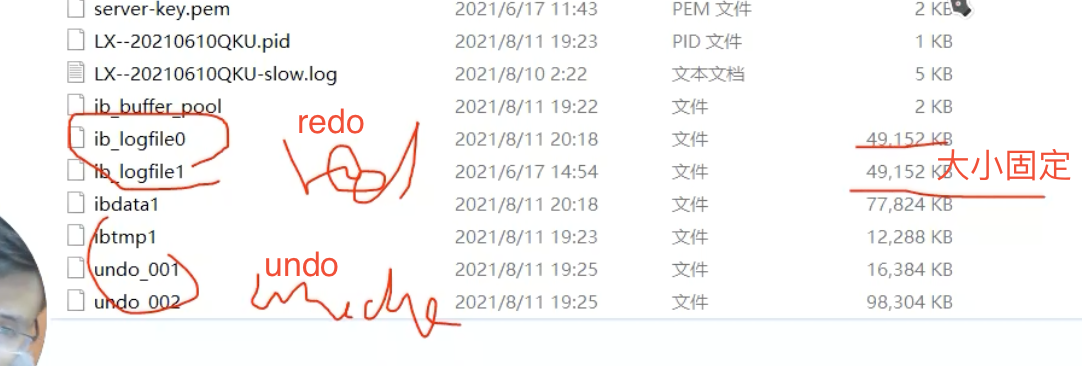 server-key.pem 2021/6/17 11:43 PEM 文件 2 KB
LX--20210610QKU.pid 2021/8/11 19:23 PID 文件 1 KB
LX--20210610QKU-slow.log 2021/8/10 2:22 文本文档 5 KB
ib_buffer_pool 2021/8/11 19:22 文件 2 KB
redo
ib_logfile0 2021/8/11 20:18 文件 49,152 KB
ib_logfile1 2021/6/17 14:54 文件 49,152 KB 大小固定
ibdata1 2021/8/11 20:18 文件 77,824 KB
ibtmp1 2021/8/11 19:23 文件 12,288 KB
undo_001 undo 2021/8/11 19:25 文件 16,384 KB
undo_002 2021/8/11 19:25 文件 98,304 KB